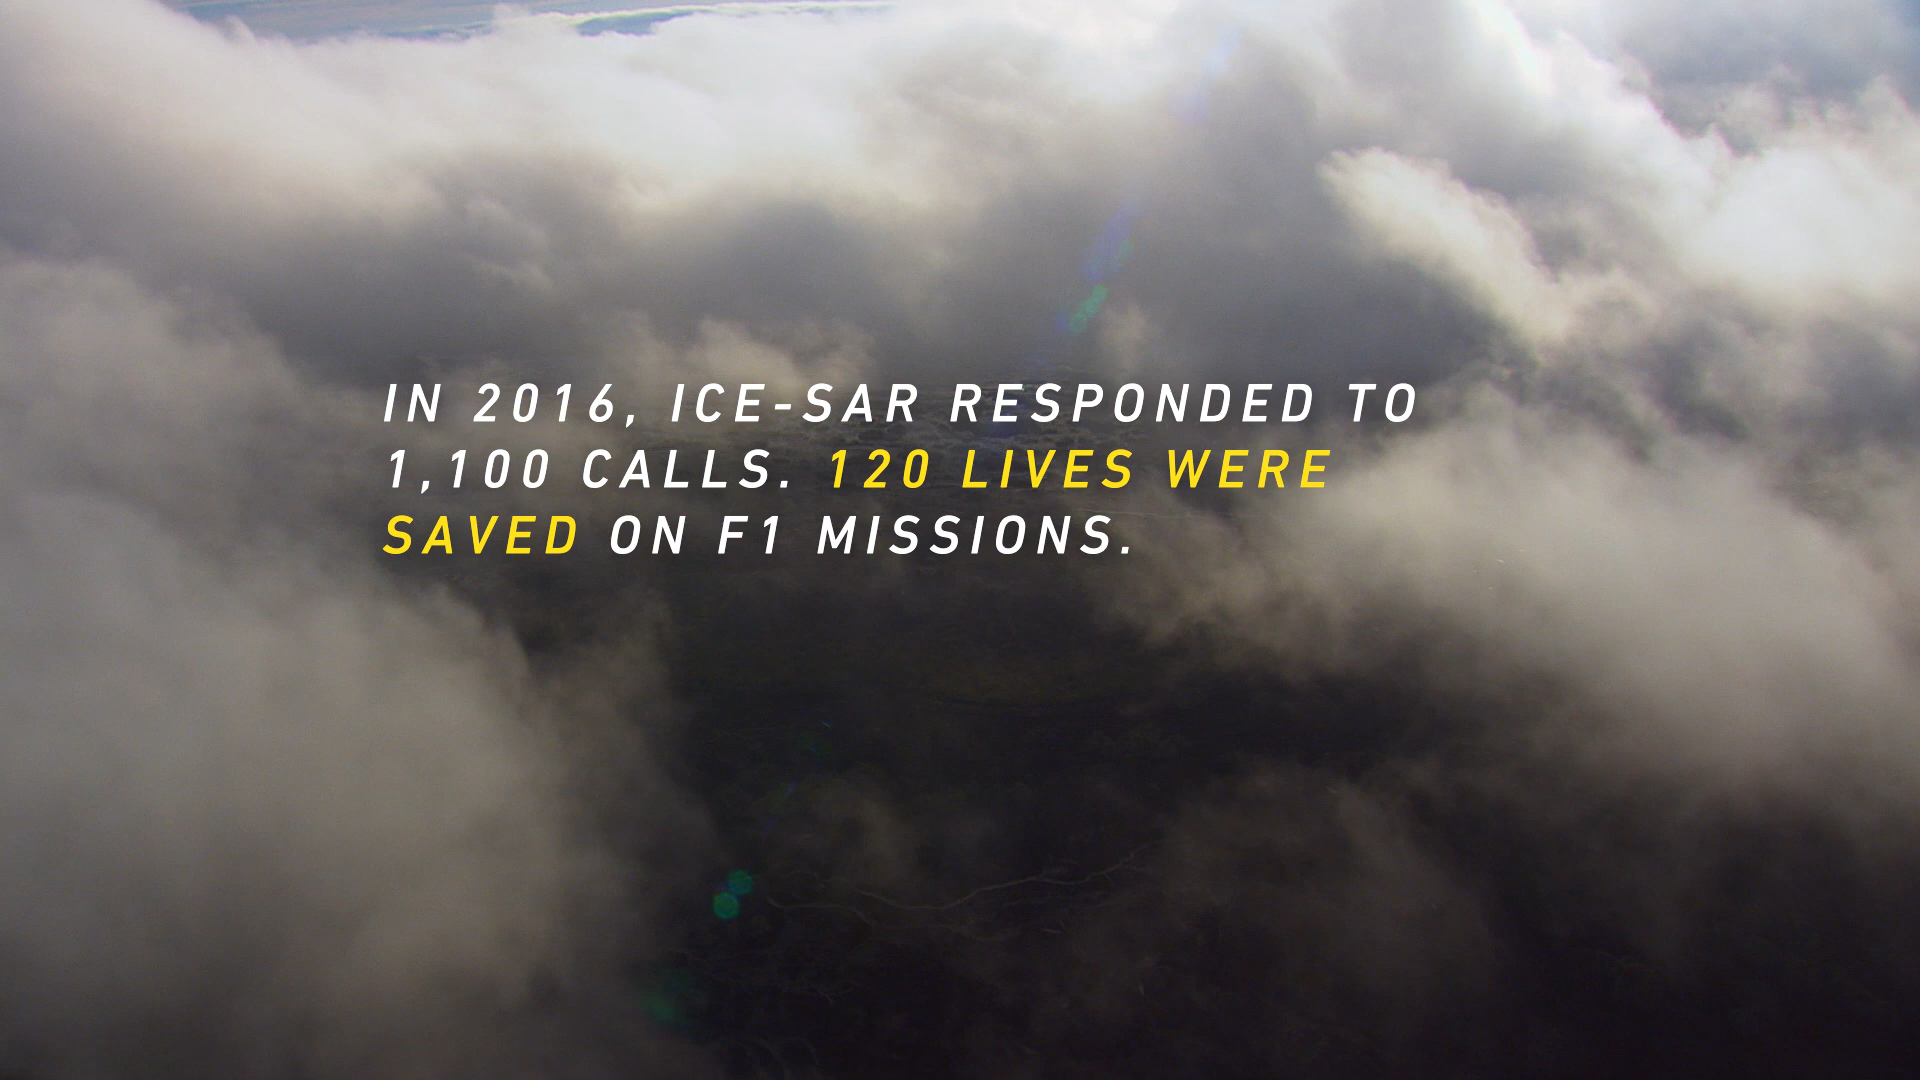 IN 2016, ICE-SAR RESPONDED TO
1,100 CALLS. 120 LIVES WERE
SAVED ON F1 MISSIONS.